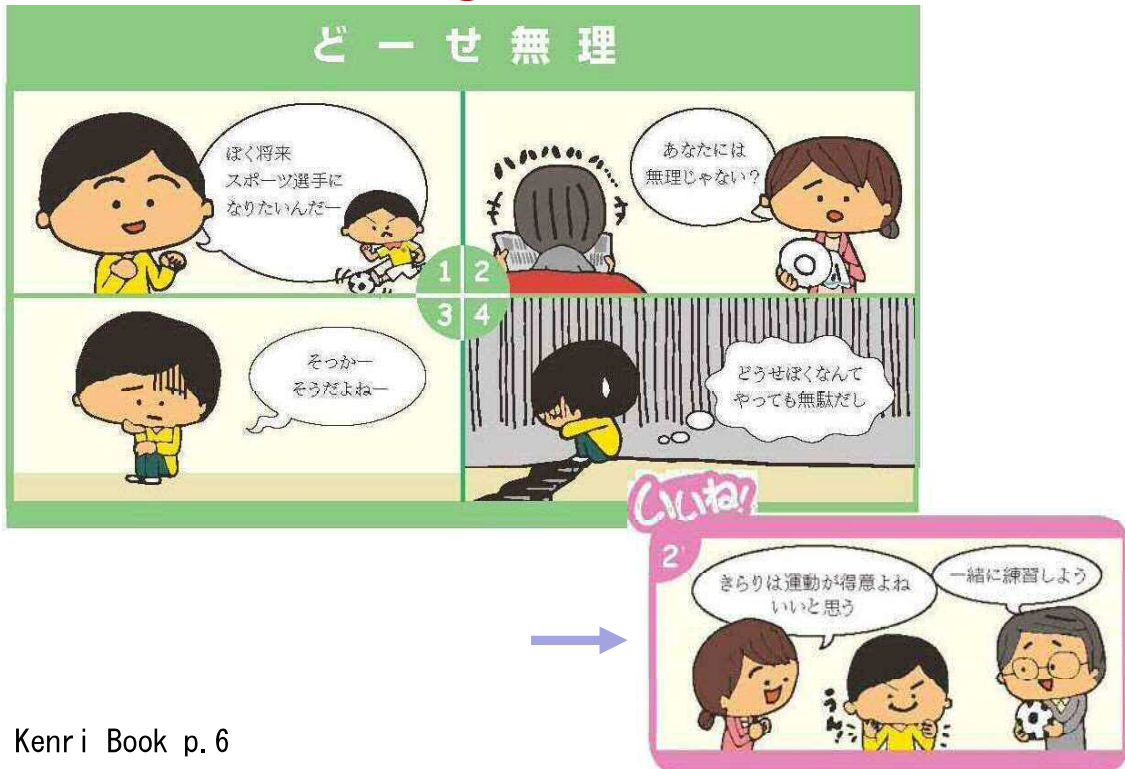 どーせ無理
ぼく将来
スポーツ選手に
なりたいんだー
1
2
あなたには
無理じゃない?
3
そっかー
そうだよねー
4
どうせぼくなんて
やっても無駄だし
いいね!
2'
きらりは運動が得意よね
いいと思う
一緒に練習しよう
うん!
Kenri Book p.6